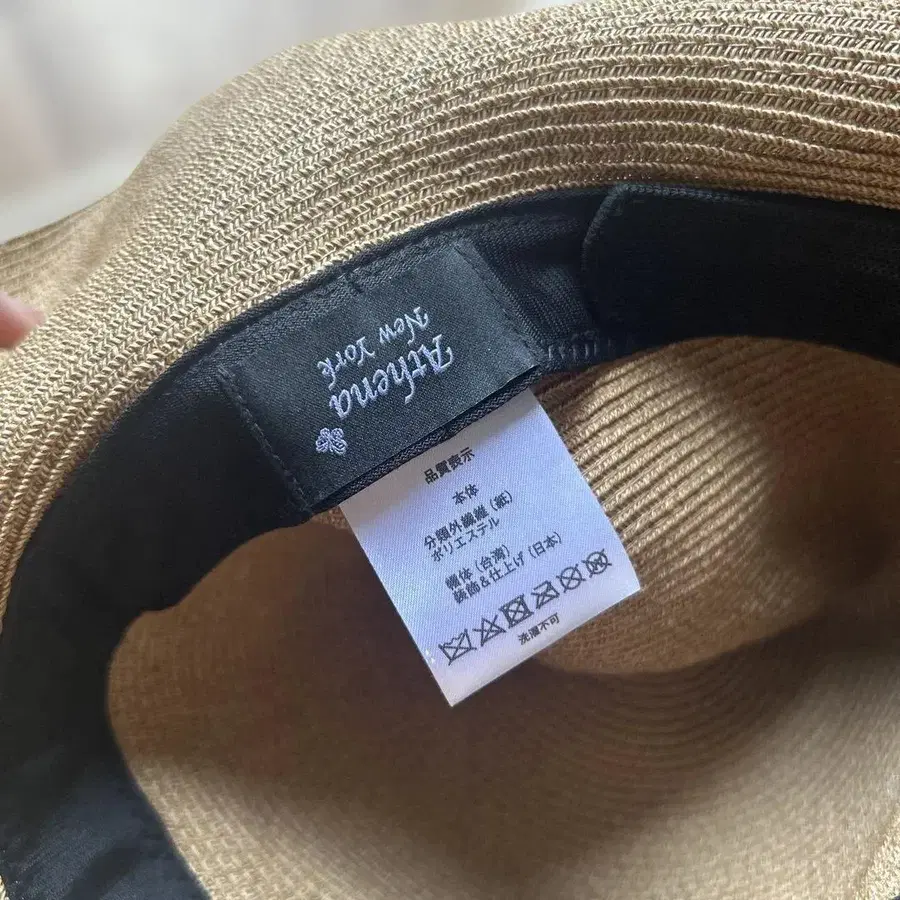 Athena
New York
品質表示
本体
分類外繊維(紙)
ポリエステル
帽体(台湾)
装飾&仕上げ(日本)
洗濯不可